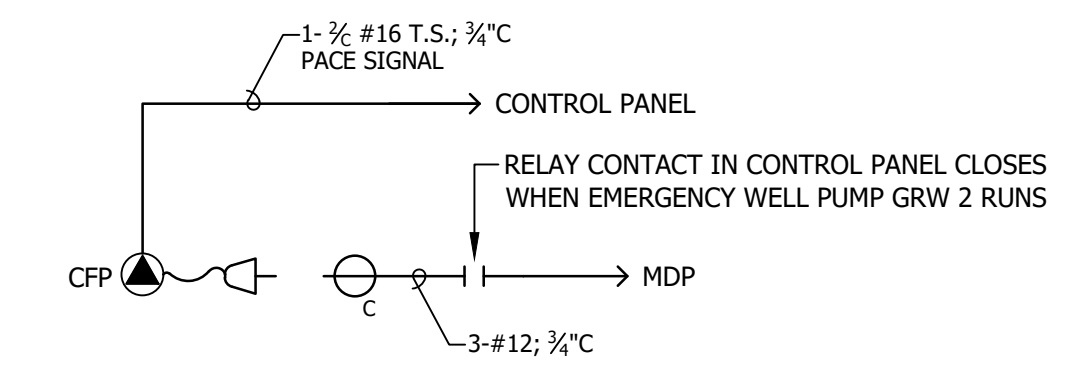 1- ²⁄C #16 T.S.; ¾"C
PACE SIGNAL
CONTROL PANEL
RELAY CONTACT IN CONTROL PANEL CLOSES
WHEN EMERGENCY WELL PUMP GRW 2 RUNS
CFP
C
MDP
3-#12; ¾"C